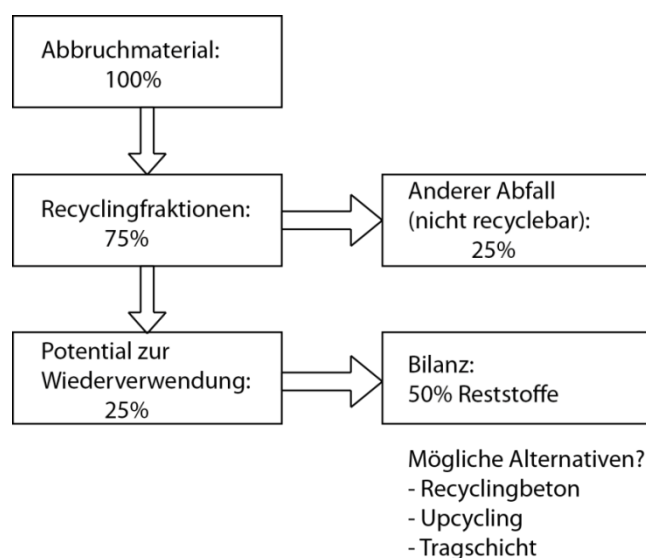 Abbruchmaterial:
100%
Recyclingfraktionen:
75%
Anderer Abfall
(nicht recyclebar):
25%
Potential zur
Wiederverwendung:
25%
Bilanz:
50% Reststoffe
Mögliche Alternativen?
- Recyclingbeton
- Upcycling
- Tragschicht